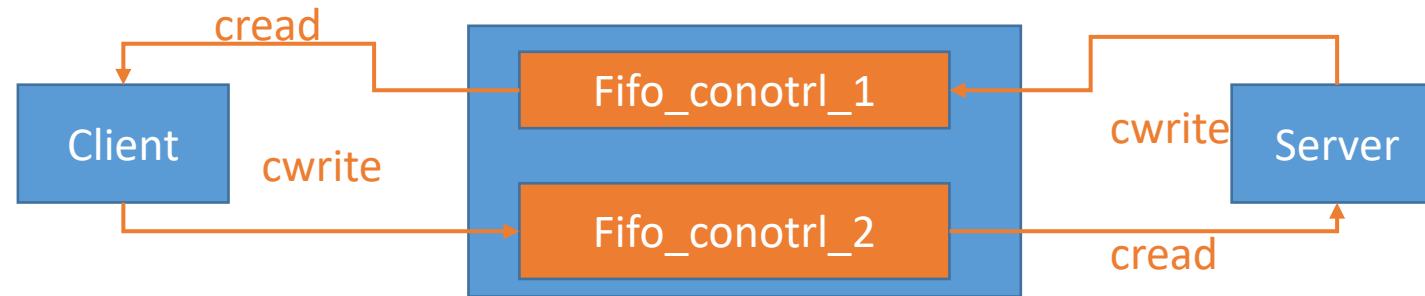 cread
Fifo_conotrl_1
Client
cwrite
cwrite
Server
Fifo_conotrl_2
cread